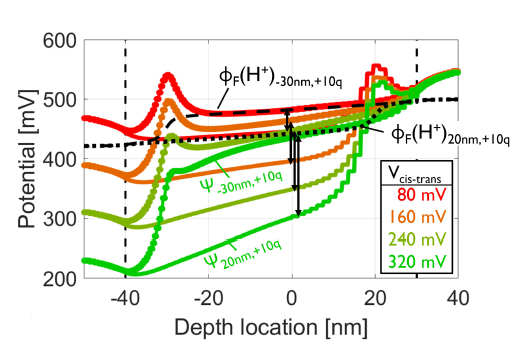 600
500
400
300
200
Potential [mV]
ϕF(H+)-30nm,+10q
ϕF(H+)20nm,+10q
Ψ-30nm,+10q
Ψ20nm,+10q
Vcis-trans
80 mV
160 mV
240 mV
320 mV
-40 -20 0 20 40
Depth location [nm]